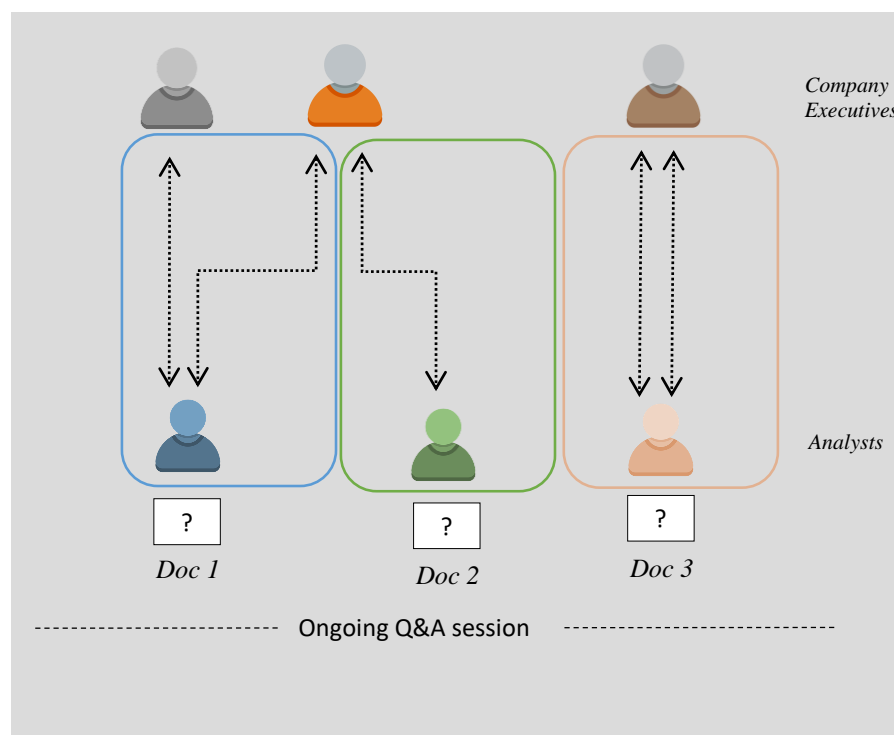 Company
Executives
Analysts
?
?
?
Doc 1
Doc 2
Doc 3
Ongoing Q&A session